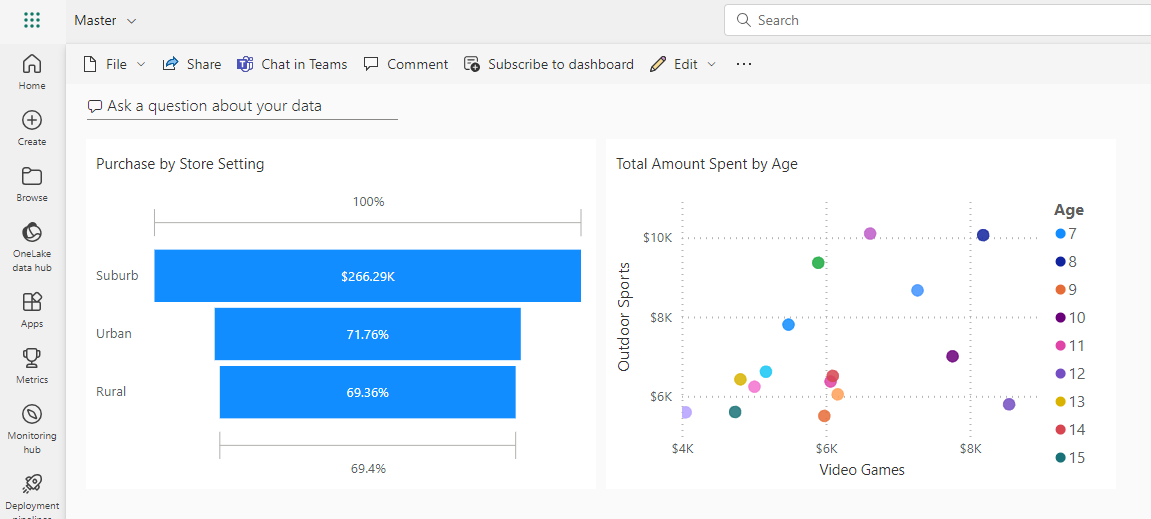 Master
Search
Home
Create
Browse
OneLake
data hub
Apps
Metrics
Monitoring
hub
Deployment
pipelines
File
Share
Chat in Teams
Comment
Subscribe to dashboard
Edit
Ask a question about your data
Purchase by Store Setting
100%
Suburb
$266.29K
Urban
71.76%
Rural
69.36%
69.4%
Total Amount Spent by Age
Outdoor Sports
$10K
$8K
$6K
$4K
$6K
$8K
Video Games
Age
7
8
9
10
11
12
13
14
15